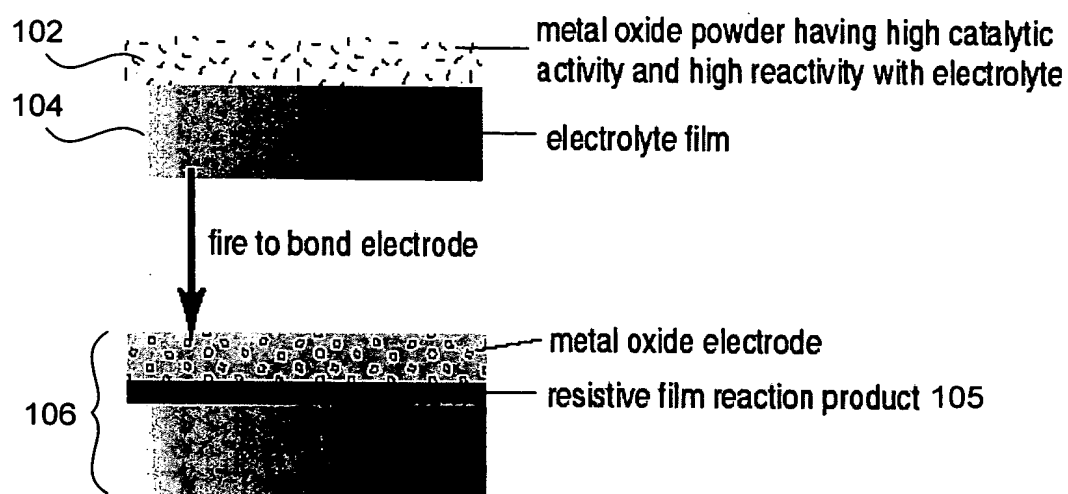 102
metal oxide powder having high catalytic
activity and high reactivity with electrolyte
104
electrolyte film
fire to bond electrode
metal oxide electrode
resistive film reaction product 105
106